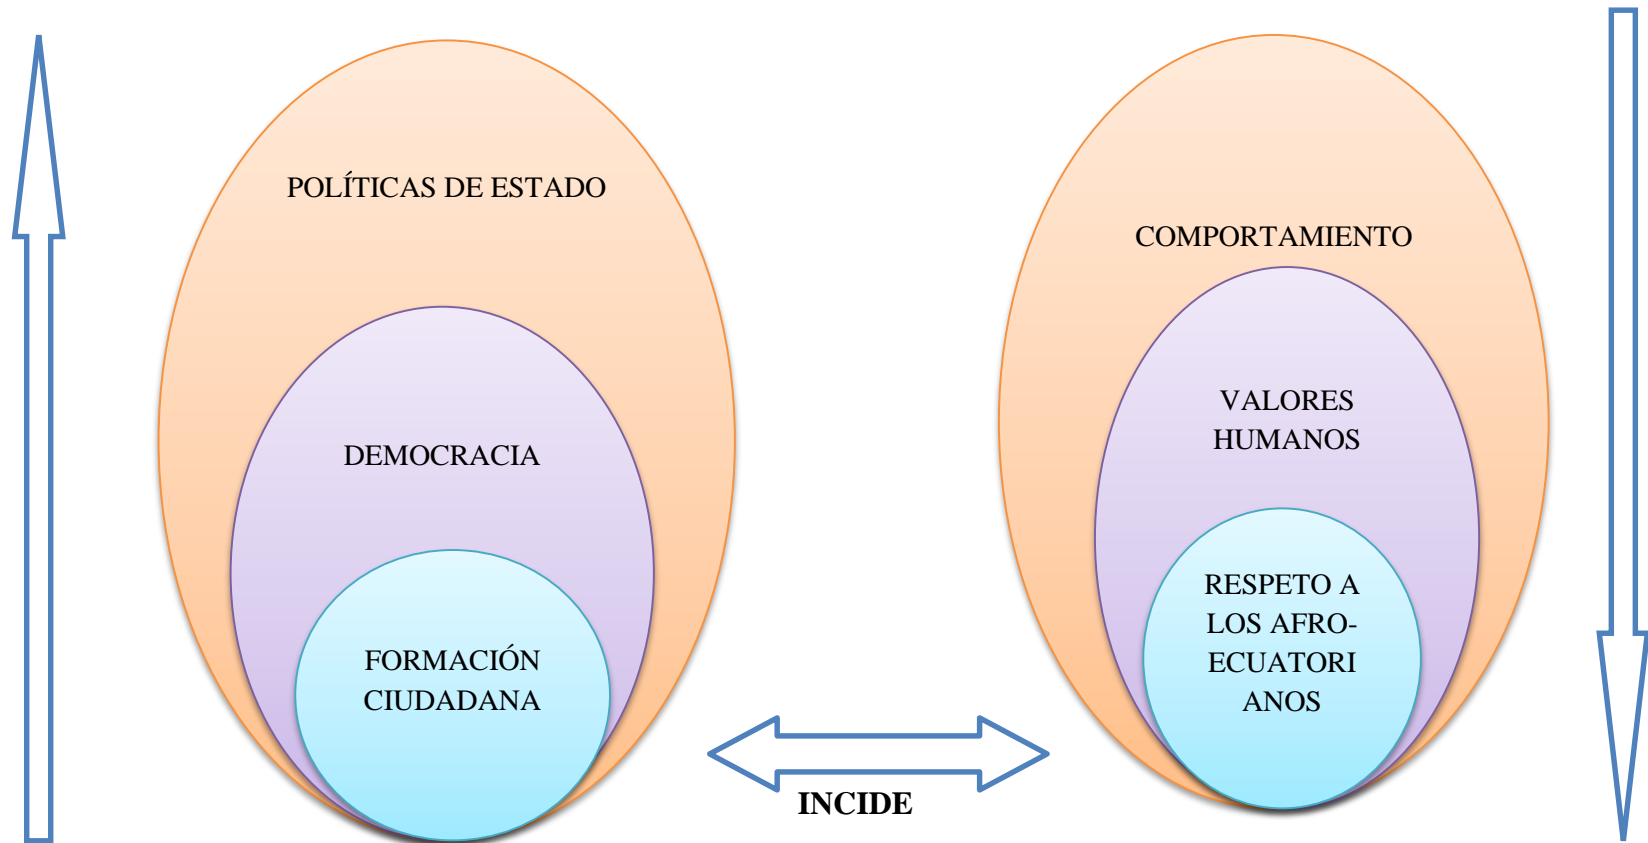 POLÍTICAS DE ESTADO
DEMOCRACIA
FORMACIÓN
CIUDADANA
COMPORTAMIENTO
VALORES
HUMANOS
RESPETO A
LOS AFRO-
ECUATORI
ANOS
INCIDE